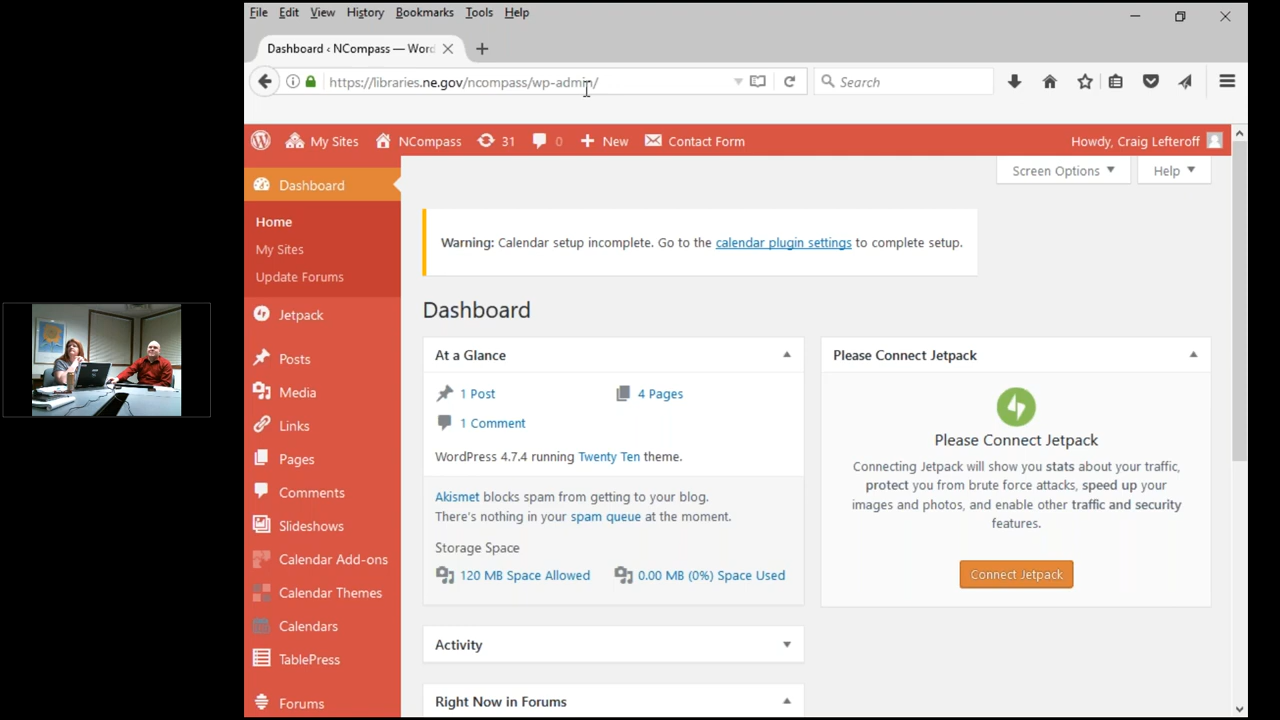 File Edit View History Bookmarks Tools Help
Dashboard ‹ NCompass — Word
https://libraries.ne.gov/ncompass/wp-admin/
Search
My Sites NCompass 31 0 New Contact Form Howdy, Craig Lefteroff
Dashboard
Screen Options Help
Home
My Sites
Update Forums
Jetpack
Posts
Media
Links
Pages
Comments
Slideshows
Calendar Add-ons
Calendar Themes
Calendars
TablePress
Forums
Warning: Calendar setup incomplete. Go to the calendar plugin settings to complete setup.
Dashboard
At a Glance
1 Post 4 Pages
1 Comment
WordPress 4.7.4 running Twenty Ten theme.
Akismet blocks spam from getting to your blog.
There's nothing in your spam queue at the moment.
Storage Space
120 MB Space Allowed 0.00 MB (0%) Space Used
Activity
Right Now in Forums
Please Connect Jetpack
Please Connect Jetpack
Connecting Jetpack will show you stats about your traffic,
protect you from brute force attacks, speed up your
images and photos, and enable other traffic and security
features.
Connect Jetpack